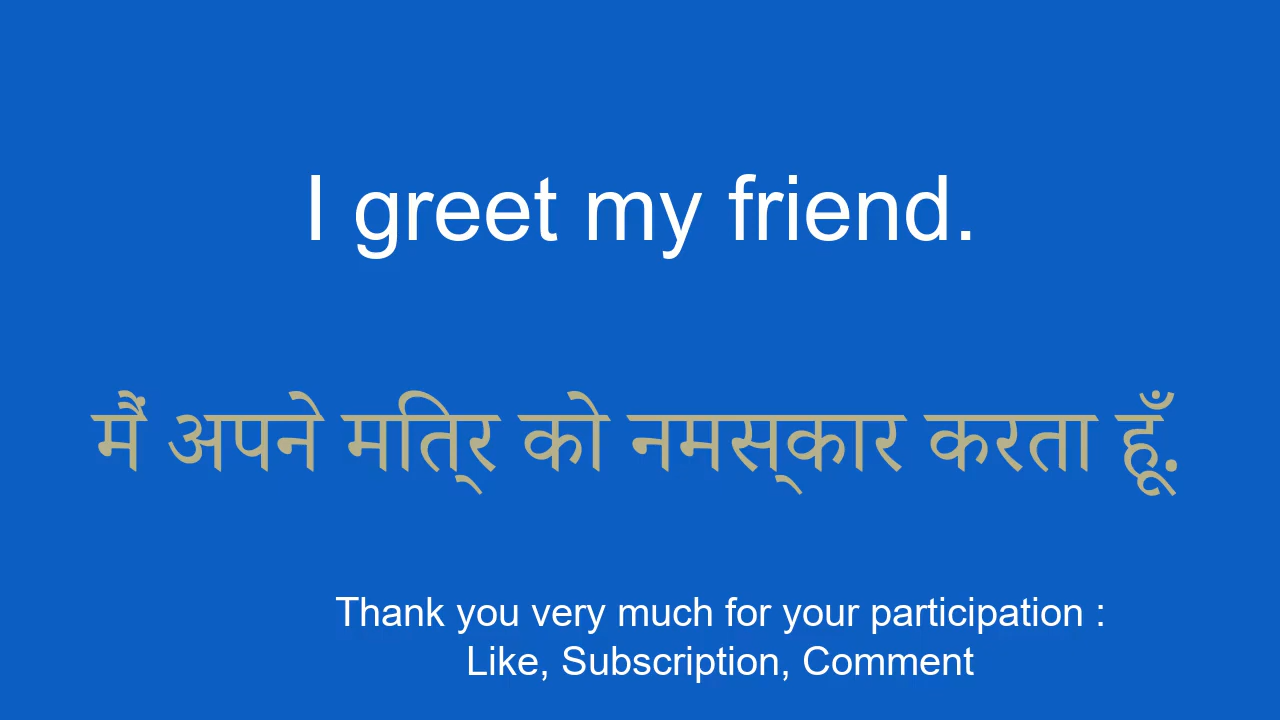 I greet my friend.
मैं अपने मित्र को नमस्कार करता हूँ.
Thank you very much for your participation :
Like, Subscription, Comment